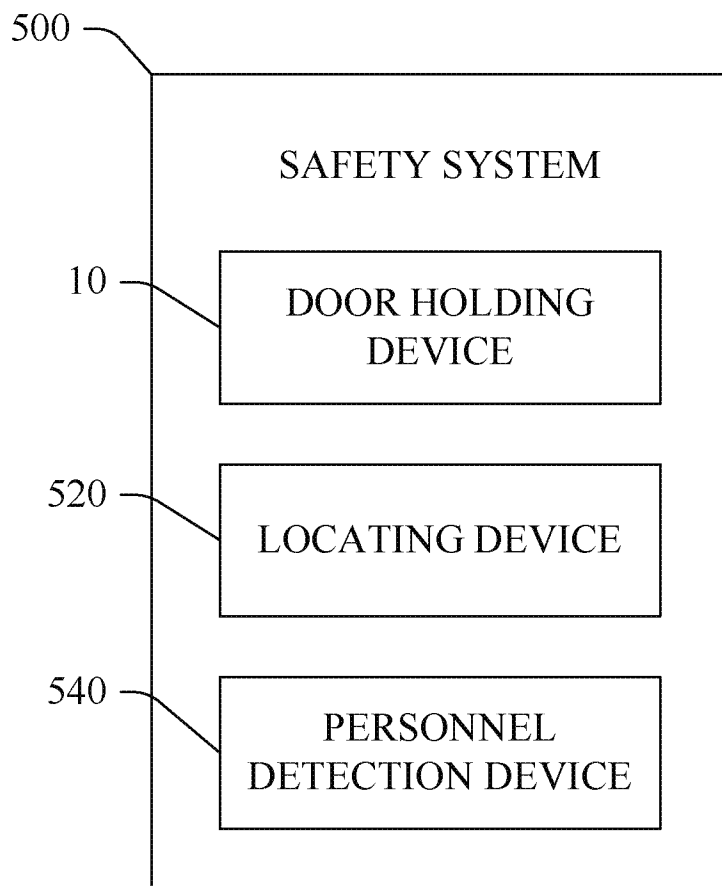 500
SAFETY SYSTEM
10
DOOR HOLDING
DEVICE
520
LOCATING DEVICE
540
PERSONNEL
DETECTION DEVICE